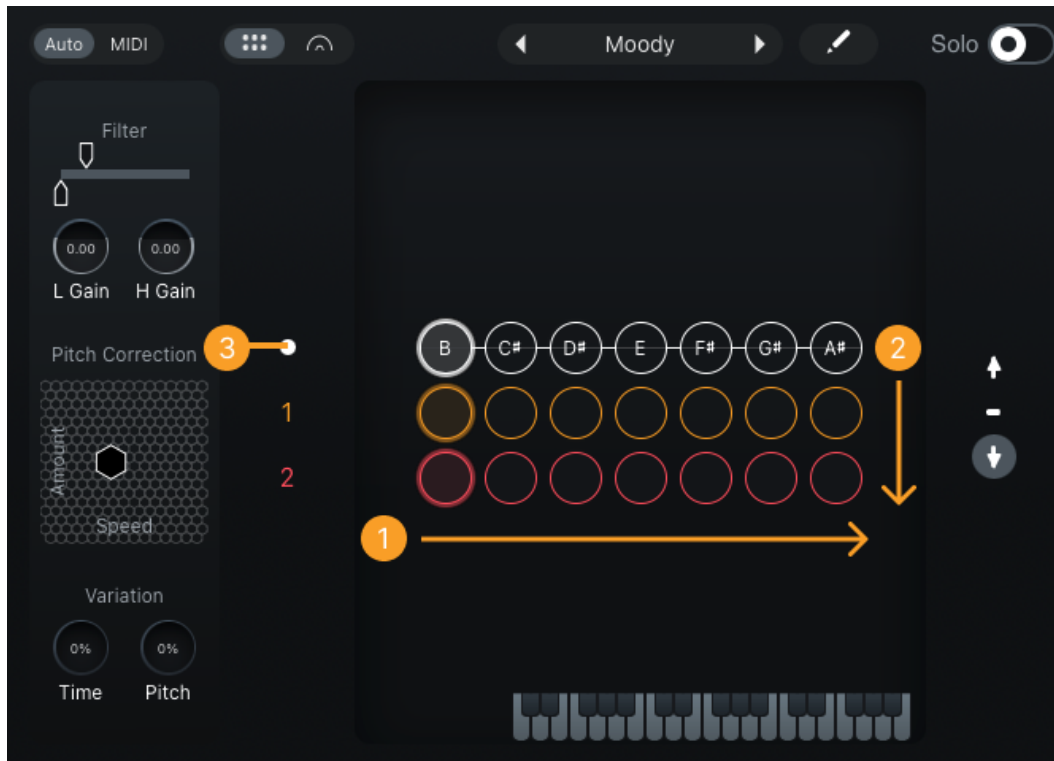 Auto MIDI Moody Solo
Filter
0.00 0.00
L Gain H Gain
Pitch Correction 3 B C# D# E F# G# A# 2
1
2
Amount
Speed
1
Variation
0% 0%
Time Pitch